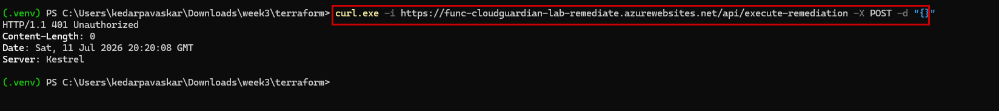 (.venv) PS C:\Users\kedarpavaskar\Downloads\week3\terraform> curl.exe -i https://func-cloudguardian-lab-remediate.azurewebsites.net/api/execute-remediation -X POST -d "{}"
HTTP/1.1 401 Unauthorized
Content-Length: 0
Date: Sat, 11 Jul 2026 20:20:08 GMT
Server: Kestrel
(.venv) PS C:\Users\kedarpavaskar\Downloads\week3\terraform>